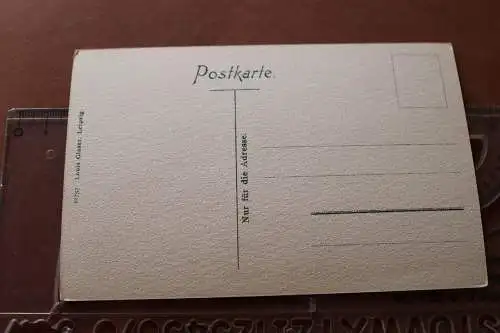 Postkarte.
Nur für die Adresse.
Louis Glaser, Leipzig